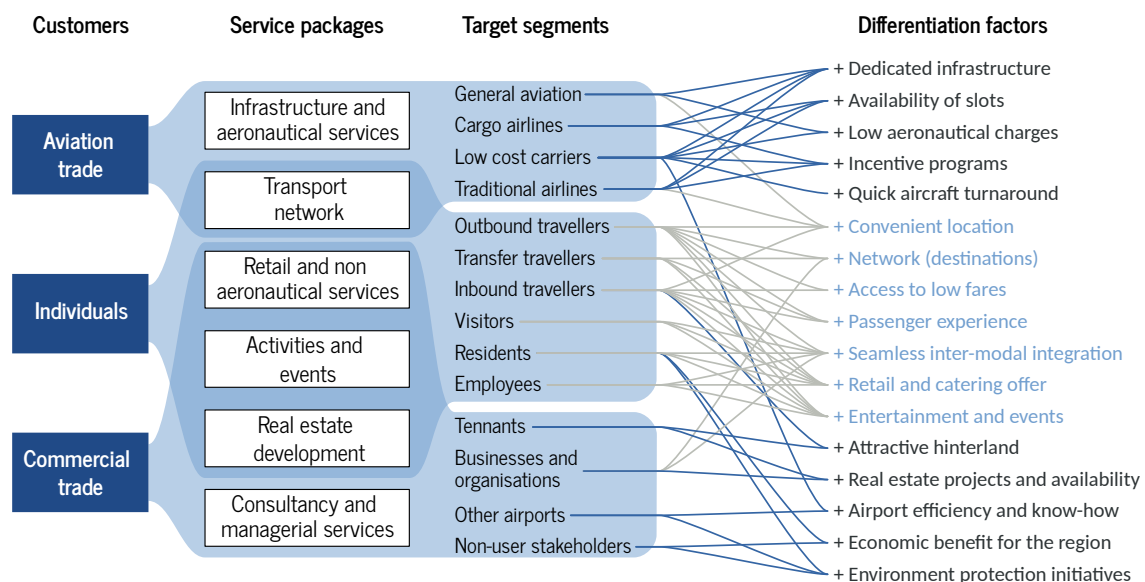 Customers
Service packages
Target segments
Differentiation factors
Aviation
trade
Individuals
Commercial
trade
Infrastructure and
aeronautical services
Transport
network
Retail and non
aeronautical services
Activities and
events
Real estate
development
Consultancy and
managerial services
General aviation
Cargo airlines
Low cost carriers
Traditional airlines
Outbound travellers
Transfer travellers
Inbound travellers
Visitors
Residents
Employees
Tennants
Businesses and
organisations
Other airports
Non-user stakeholders
+ Dedicated infrastructure
+ Availability of slots
+ Low aeronautical charges
+ Incentive programs
+ Quick aircraft turnaround
+ Convenient location
+ Network (destinations)
+ Access to low fares
+ Passenger experience
+ Seamless inter-modal integration
+ Retail and catering offer
+ Entertainment and events
+ Attractive hinterland
+ Real estate projects and availability
+ Airport efficiency and know-how
+ Economic benefit for the region
+ Environment protection initiatives